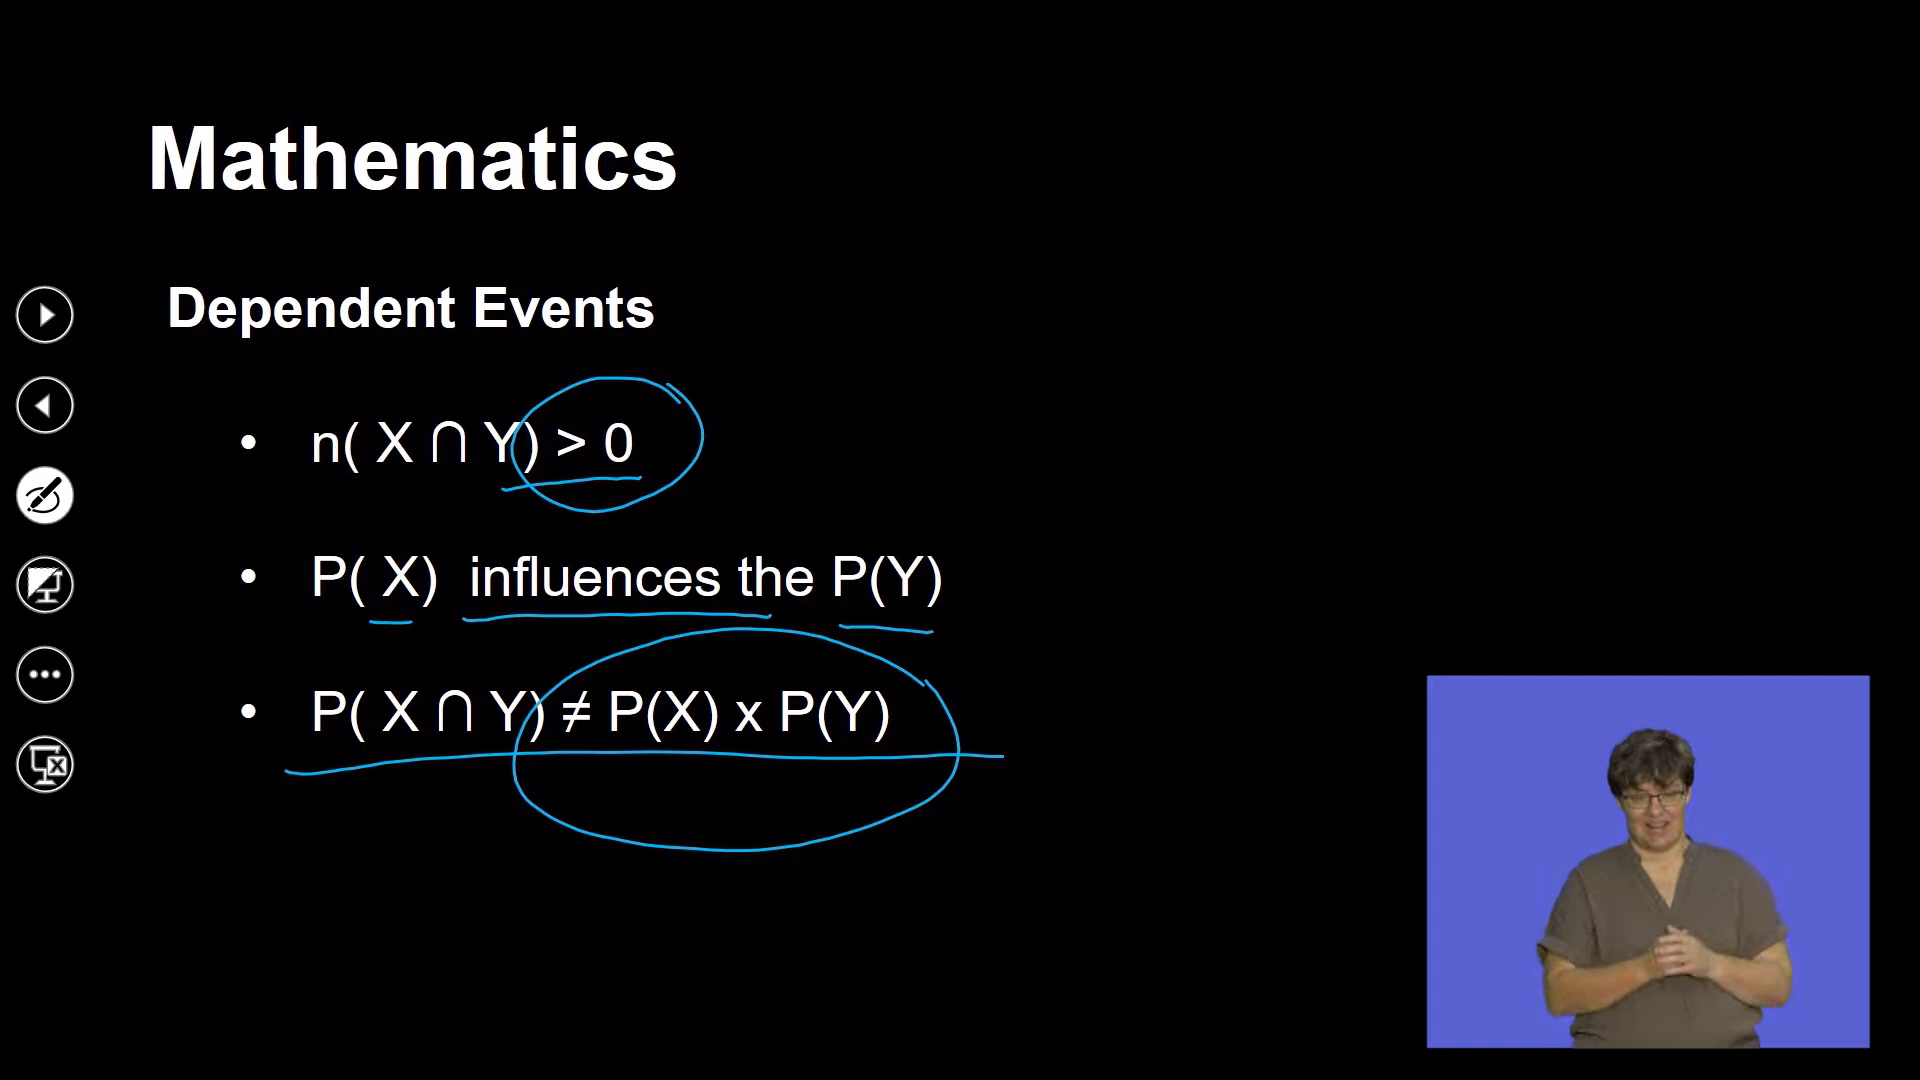 Mathematics
Dependent Events
• n( X ∩ Y) > 0
• P( X) influences the P(Y)
• P( X ∩ Y) ≠ P(X) x P(Y)